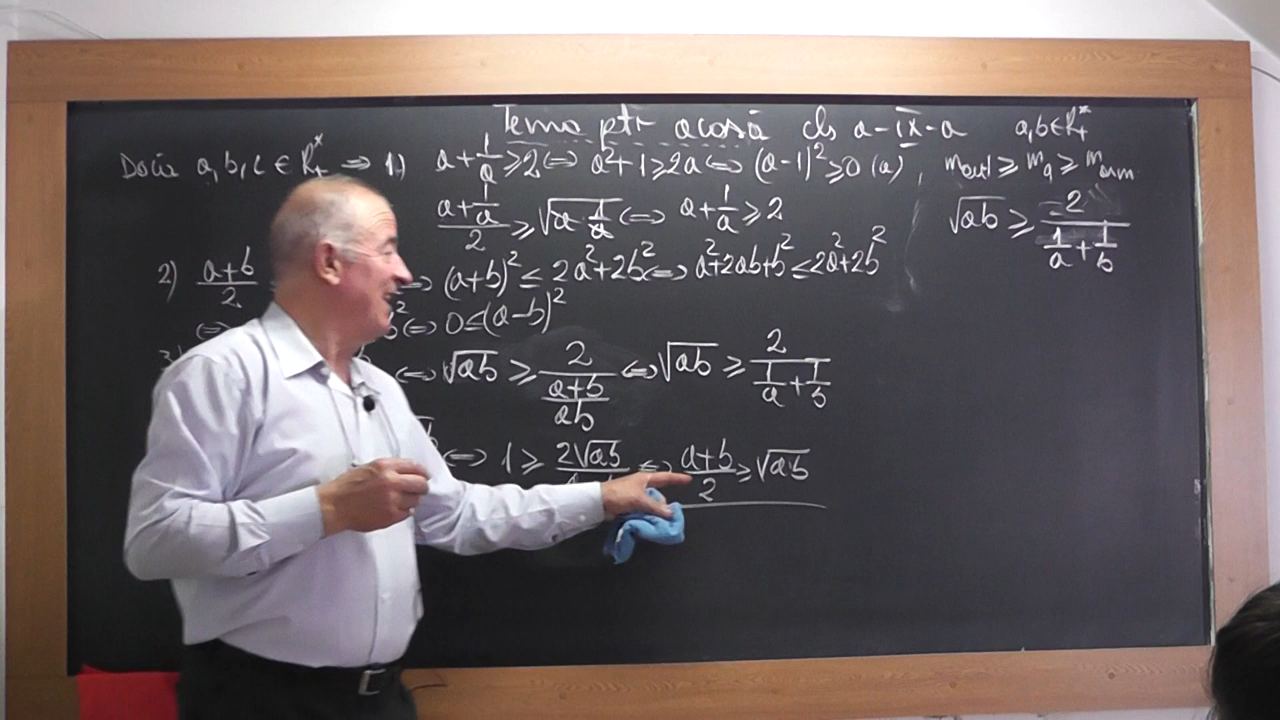 Tema ptr acasă cls a-IX-a a,b∈R₊*
Dacă a,b,c ∈ R₊* ⇒ 1.) a+1/a ≥ 2 ⇔ a²+1 ≥ 2a ⇔ (a-1)² ≥ 0 (a), m_g ≥ m_arm
(a+1/a)/2 ≥ √(a·1/a) ⇔ a+1/a ≥ 2 √ab ≥ 2/(1/a+1/b)
2) (a+b)/2 ⇔ (a+b)² ≤ 2a²+2b² ⇔ a²+2ab+b² ≤ 2a²+2b²
⇔ b² ⇔ 0 ≤ (a-b)²
⇔ √ab ≥ 2/((a+b)/ab) ⇔ √ab ≥ 2/(1/a+1/b)
⇔ 1 ≥ 2√ab ⇔ (a+b)/2 ≥ √ab